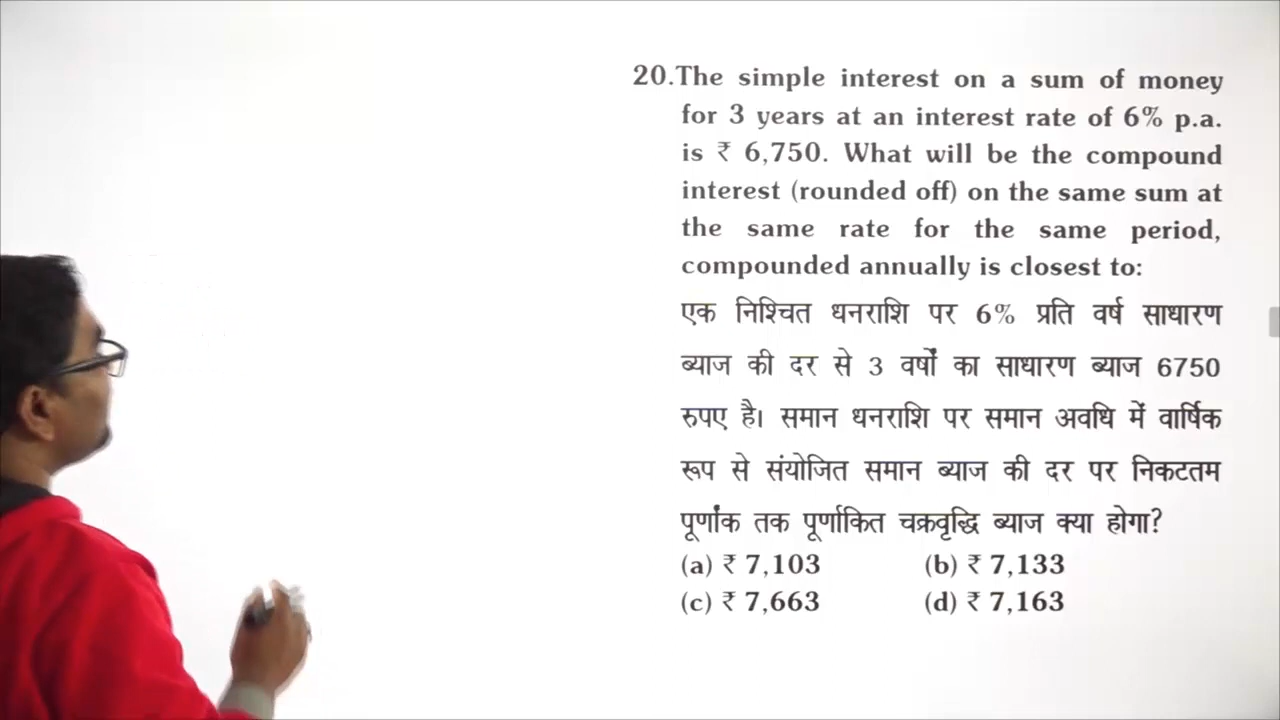 20.The simple interest on a sum of money
for 3 years at an interest rate of 6% p.a.
is ₹ 6,750. What will be the compound
interest (rounded off) on the same sum at
the same rate for the same period,
compounded annually is closest to:
एक निश्चित धनराशि पर 6% प्रति वर्ष साधारण
ब्याज की दर से 3 वर्षों का साधारण ब्याज 6750
रुपए है। समान धनराशि पर समान अवधि में वार्षिक
रूप से संयोजित समान ब्याज की दर पर निकटतम
पूर्णांक तक पूर्णांकित चक्रवृद्धि ब्याज क्या होगा?
(a) ₹ 7,103 (b) ₹ 7,133
(c) ₹ 7,663 (d) ₹ 7,163